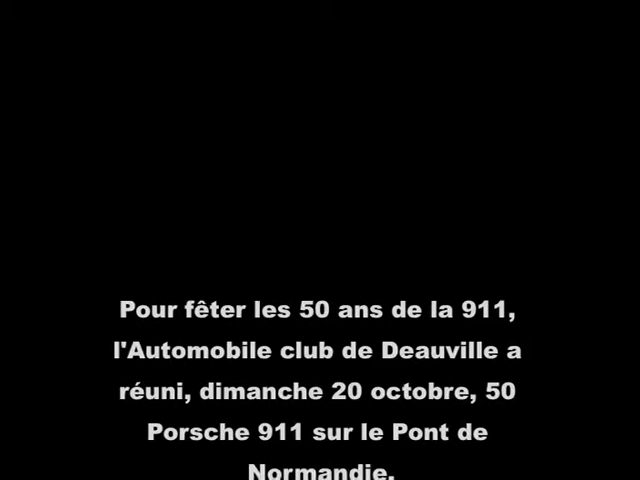 Pour fêter les 50 ans de la 911,
l'Automobile club de Deauville a
réuni, dimanche 20 octobre, 50
Porsche 911 sur le Pont de
Normandie.